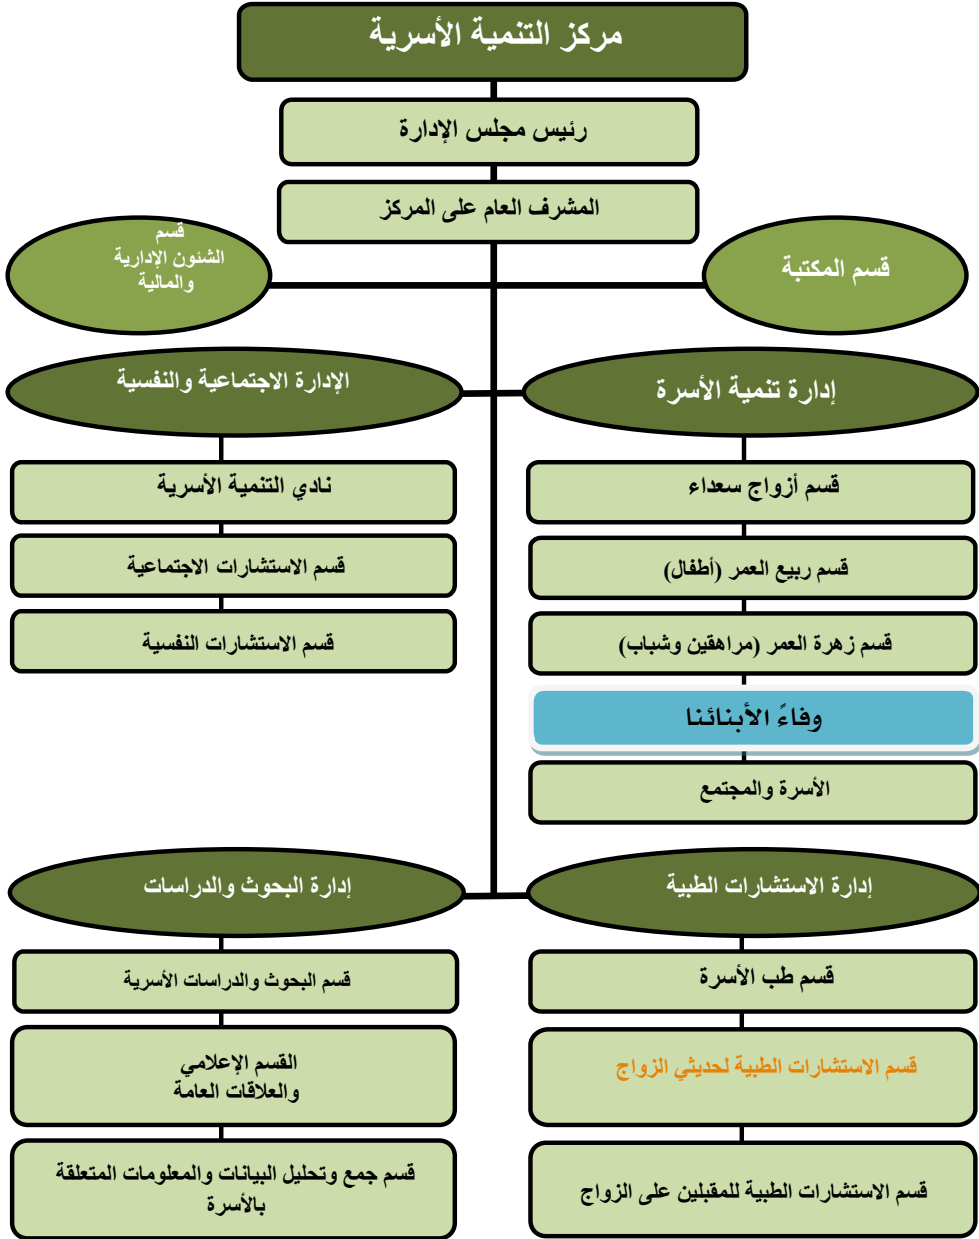 مركز التنمية الأسرية
رئيس مجلس الإدارة
المشرف العام على المركز
قسم المكتبة
قسم
الشئون الإدارية
والمالية
إدارة تنمية الأسرة
قسم أزواج سعداء
قسم ربيع العمر (أطفال)
قسم زهرة العمر (مراهقين وشباب)
وفاءً الأبنائنا
الأسرة والمجتمع
الإدارة الاجتماعية والنفسية
نادي التنمية الأسرية
قسم الاستشارات الاجتماعية
قسم الاستشارات النفسية
إدارة الاستشارات الطبية
قسم طب الأسرة
قسم الاستشارات الطبية لحديثي الزواج
قسم الاستشارات الطبية للمقبلين على الزواج
إدارة البحوث والدراسات
قسم البحوث والدراسات الأسرية
القسم الإعلامي
والعلاقات العامة
قسم جمع وتحليل البيانات والمعلومات المتعلقة
بالأسرة